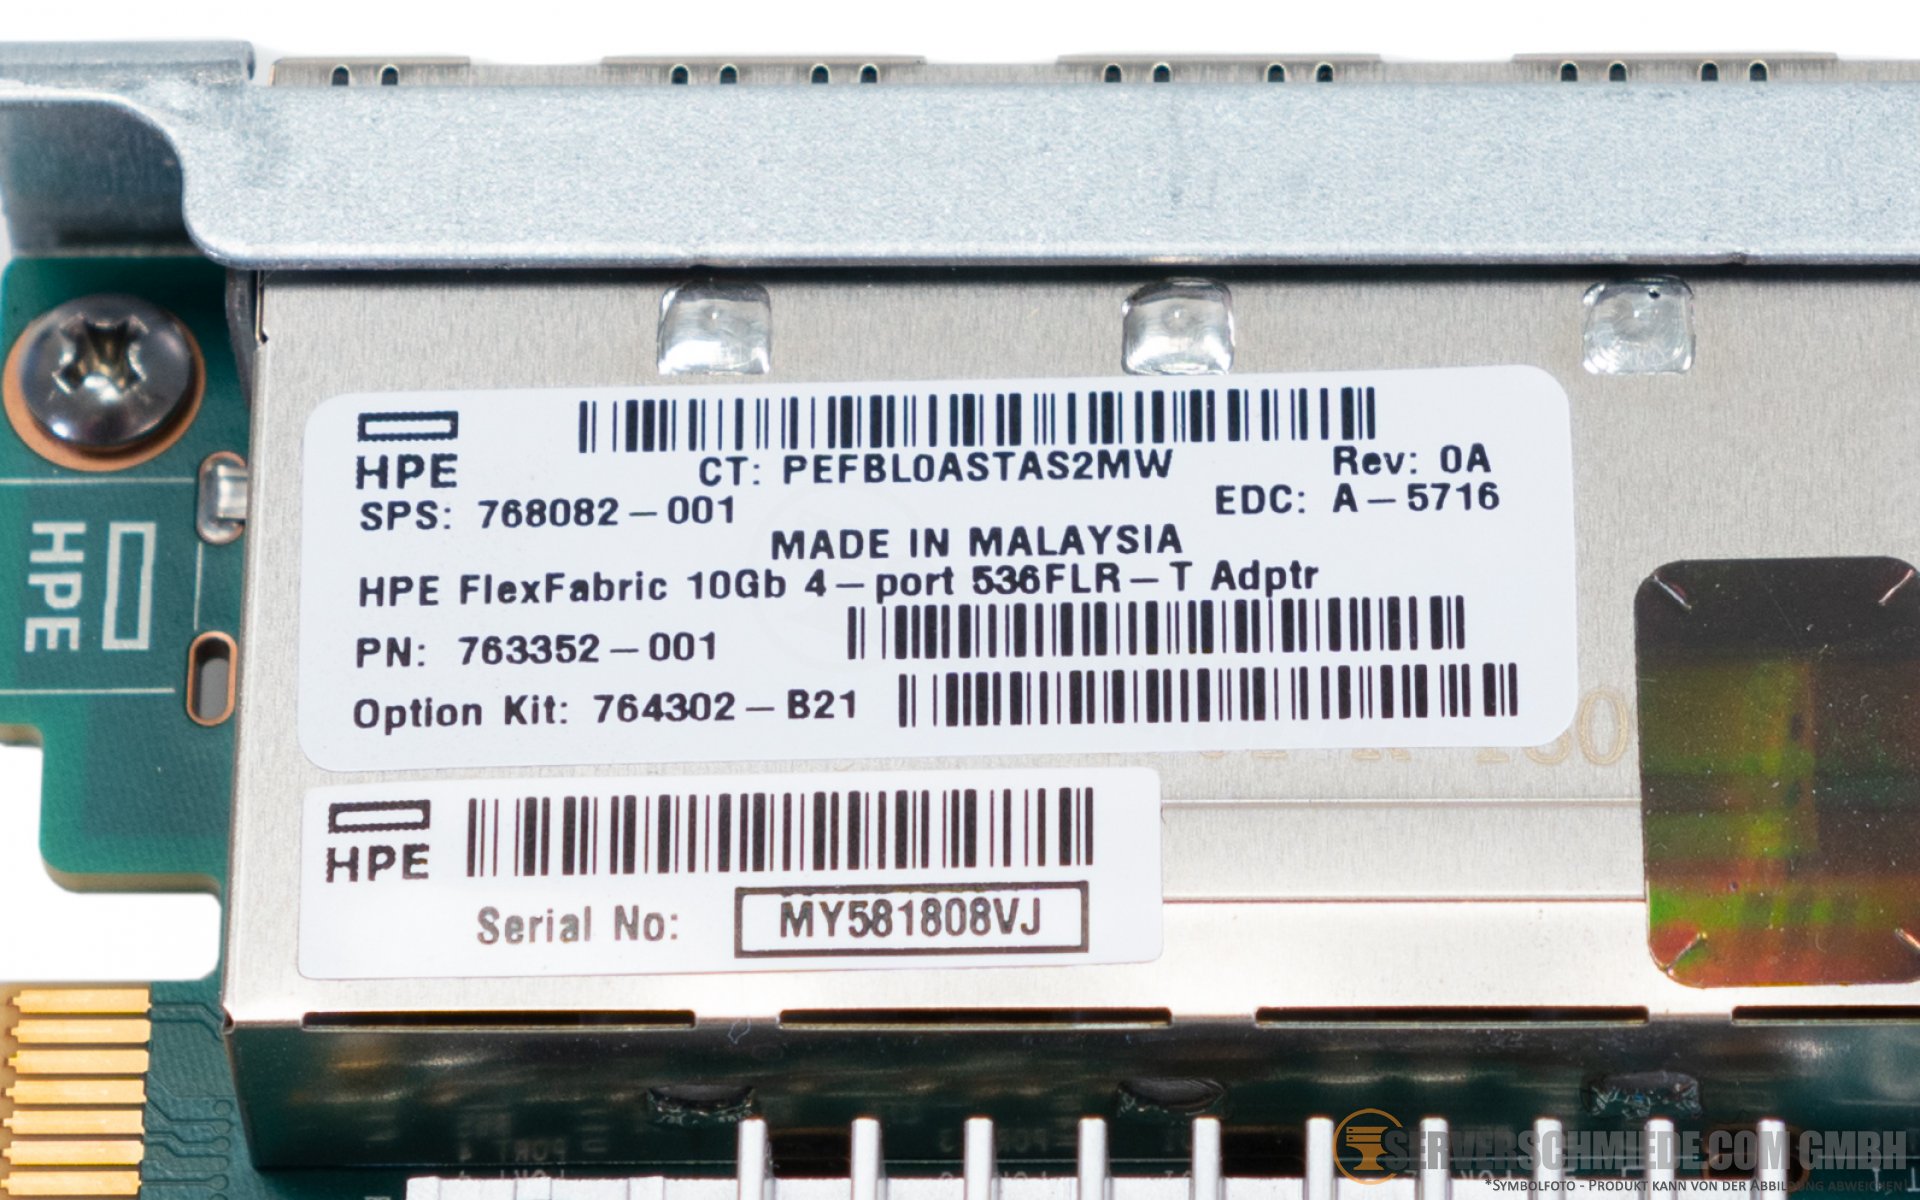 HPE
CT: PEFBL0ASTAS2MW
Rev: 0A
SPS: 768082-001
EDC: A-5716
MADE IN MALAYSIA
HPE FlexFabric 10Gb 4-port 536FLR-T Adptr
PN: 763352-001
Option Kit: 764302-B21
HPE
Serial No: MY581808VJ
HPE
SERVERSCHMIEDE.COM GMBH
*Symbolfoto - Produkt kann von der Abbildung abweichen!